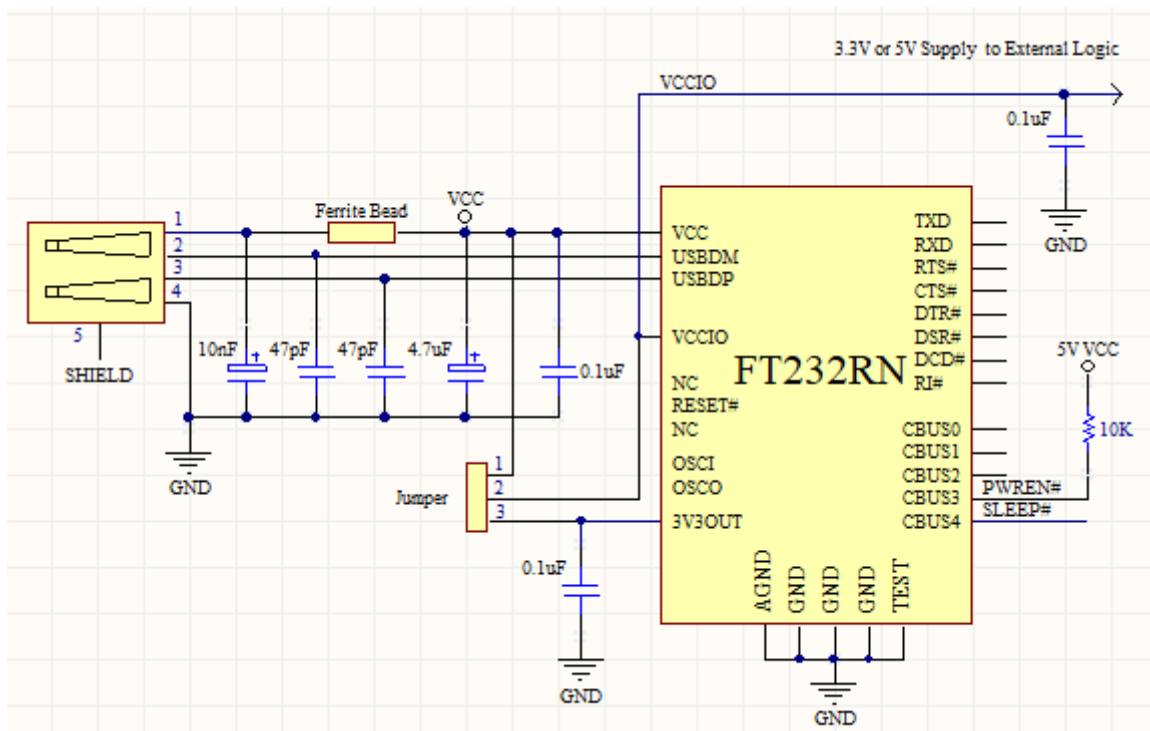 3.3V or 5V Supply to External Logic
VCCIO
0.1uF
GND
VCC
Ferrite Bead
1
2
3
4
5
SHIELD
10nF
47pF
47pF
4.7uF
0.1uF
GND
VCC
USBDM
USBDP
VCCIO
NC
RESET#
NC
OSCI
OSCO
3V3OUT
FT232RN
TXD
RXD
RTS#
CTS#
DTR#
DSR#
DCD#
RI#
CBUS0
CBUS1
CBUS2
CBUS3
CBUS4
PWREN#
SLEEP#
5V VCC
10K
Jumper
1
2
3
0.1uF
GND
AGND
GND
GND
GND
TEST
GND